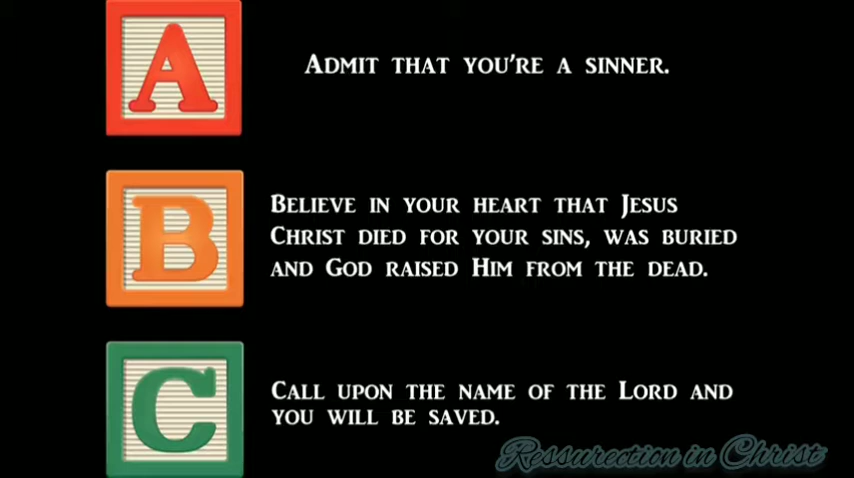 A
Admit that you're a sinner.
B
Believe in your heart that Jesus
Christ died for your sins, was buried
and God raised Him from the dead.
C
Call upon the name of the Lord and
you will be saved.
Ressurection in Christ